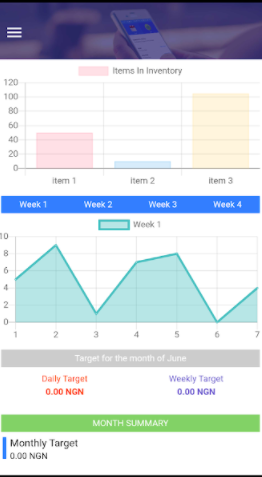 Items In Inventory
120
100
80
60
40
20
0
item 1 item 2 item 3
Week 1 Week 2 Week 3 Week 4
Week 1
10
8
6
4
2
0
1 2 3 4 5 6 7
Target for the month of June
Daily Target Weekly Target
0.00 NGN 0.00 NGN
MONTH SUMMARY
Monthly Target
0.00 NGN